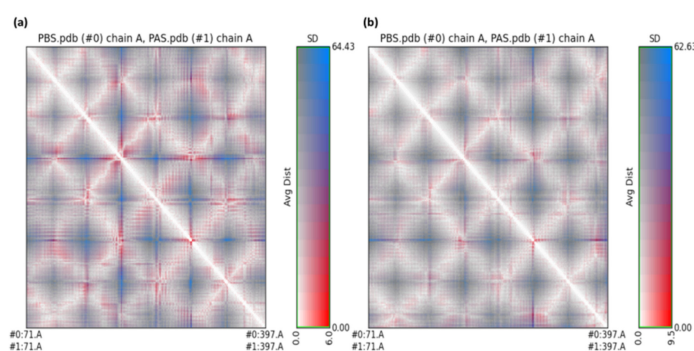 (a)
PBS.pdb (#0) chain A, PAS.pdb (#1) chain A
SD
64.43
Avg Dist
0.00
0.0
6.0
#0:71.A
#1:71.A
#0:397.A
#1:397.A
(b)
PBS.pdb (#0) chain A, PAS.pdb (#1) chain A
SD
62.63
Avg Dist
0.00
0.0
9.5
#0:71.A
#1:71.A
#0:397.A
#1:397.A